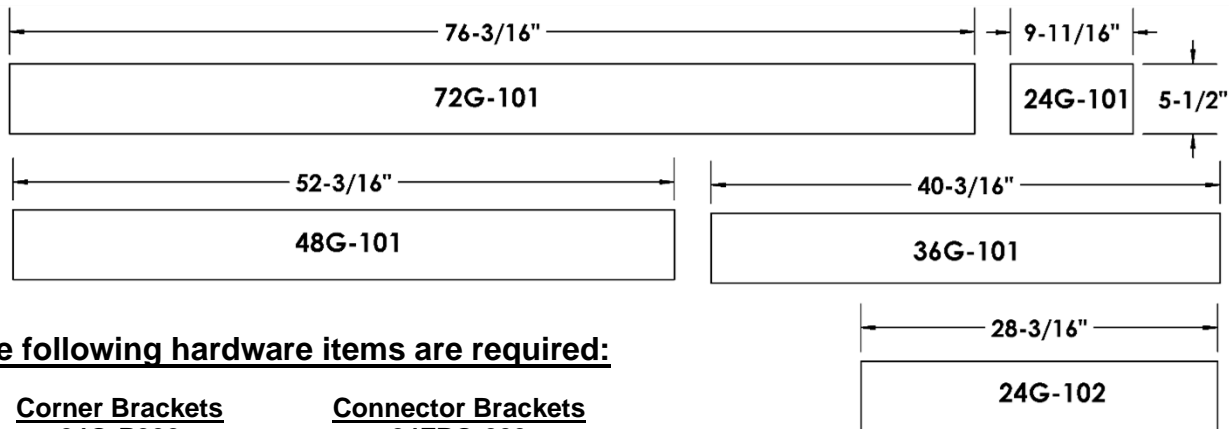 76-3/16" 9-11/16"
72G-101 24G-101 5-1/2"
52-3/16" 40-3/16"
48G-101 36G-101
28-3/16"
e following hardware items are required:
24G-102
Corner Brackets Connector Brackets